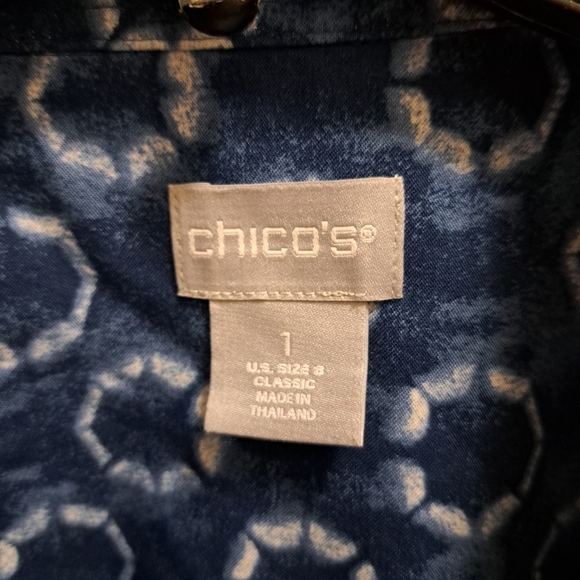 chico's®
1
U.S. SIZE 8
CLASSIC
MADE IN
THAILAND